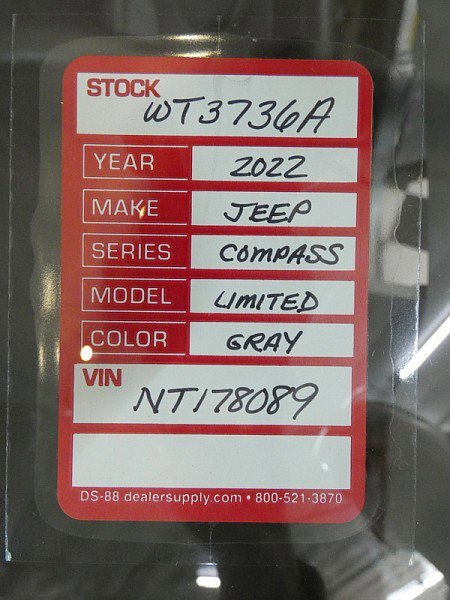 STOCK
WT3736A
YEAR 2022
MAKE JEEP
SERIES COMPASS
MODEL LIMITED
COLOR GRAY
VIN
NT178089
DS-88 dealersupply.com • 800-521-3870